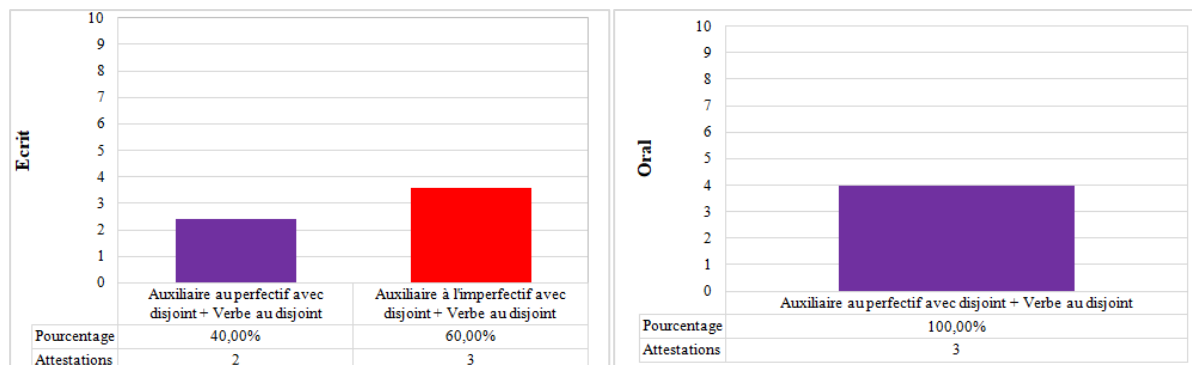 10
9
8
7
6
5
4
3
2
1
0
Ecrit
Auxiliaire au perfectif avec
disjoint + Verbe au disjoint
Auxiliaire à l'imperfectif avec
disjoint + Verbe au disjoint
Pourcentage 40,00% 60,00%
Attestations 2 3
10
9
8
7
6
5
4
3
2
1
0
Oral
Auxiliaire au perfectif avec disjoint + Verbe au disjoint
Pourcentage 100,00%
Attestations 3